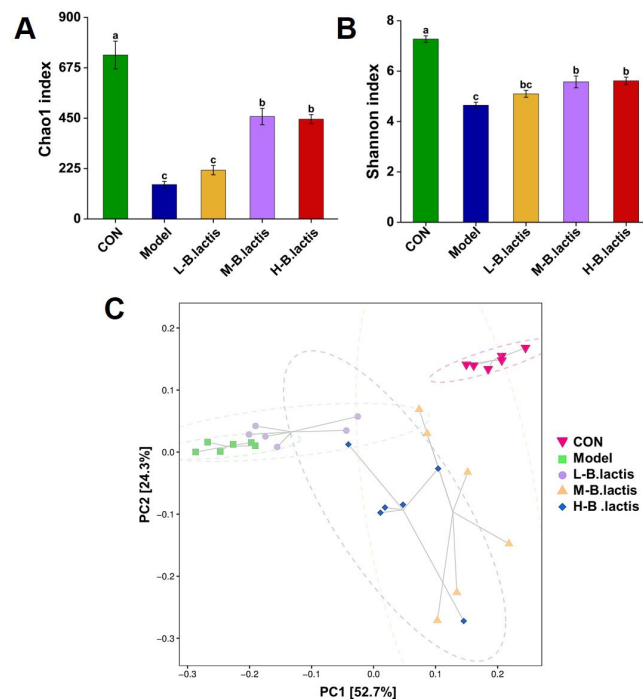 A
Chao1 index
900
675
450
225
0
a
c
c
b
b
CON
Model
L-B.lactis
M-B.lactis
H-B.lactis
B
Shannon index
8
6
4
2
0
a
c
bc
b
b
CON
Model
L-B.lactis
M-B.lactis
H-B.lactis
C
PC2 [24.3%]
0.2
0.1
0.0
−0.1
−0.2
−0.3
−0.3
−0.2
−0.1
0.0
0.1
0.2
PC1 [52.7%]
CON
Model
L-B.lactis
M-B.lactis
H-B .lactis